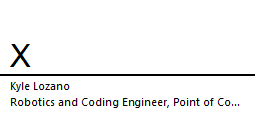 X
Kyle Lozano
Robotics and Coding Engineer, Point of Co...